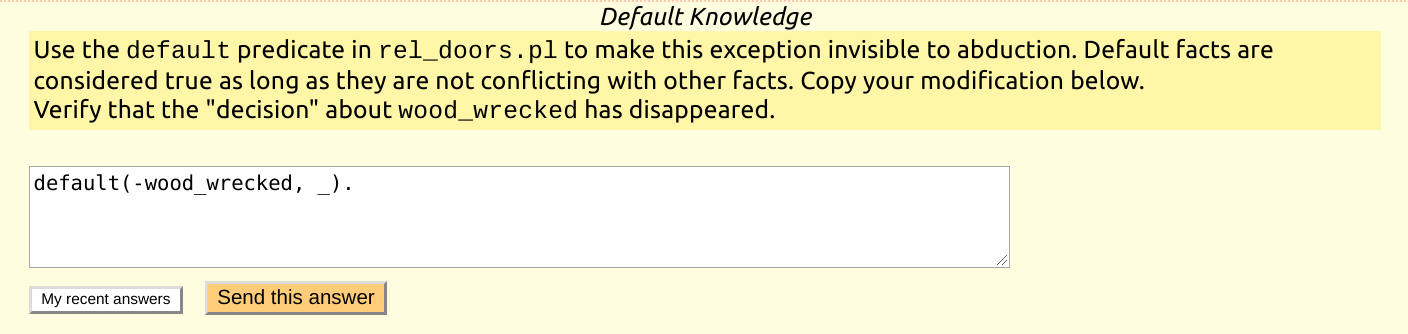 Default Knowledge
Use the default predicate in rel_doors.pl to make this exception invisible to abduction. Default facts are
considered true as long as they are not conflicting with other facts. Copy your modification below.
Verify that the "decision" about wood_wrecked has disappeared.
default(-wood_wrecked, _).
My recent answers Send this answer